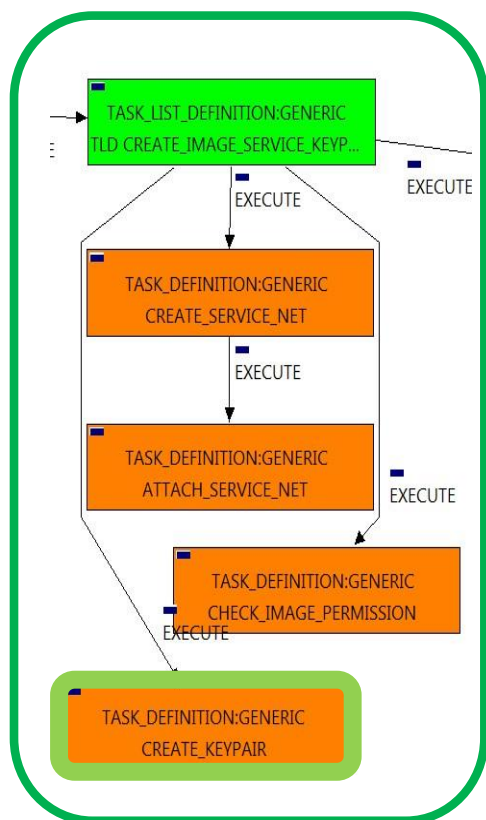 TASK_LIST_DEFINITION:GENERIC
TLD CREATE_IMAGE_SERVICE_KEYP...
E
EXECUTE
EXECUTE
TASK_DEFINITION:GENERIC
CREATE_SERVICE_NET
EXECUTE
TASK_DEFINITION:GENERIC
ATTACH_SERVICE_NET
EXECUTE
TASK_DEFINITION:GENERIC
CHECK_IMAGE_PERMISSION
EXECUTE
TASK_DEFINITION:GENERIC
CREATE_KEYPAIR